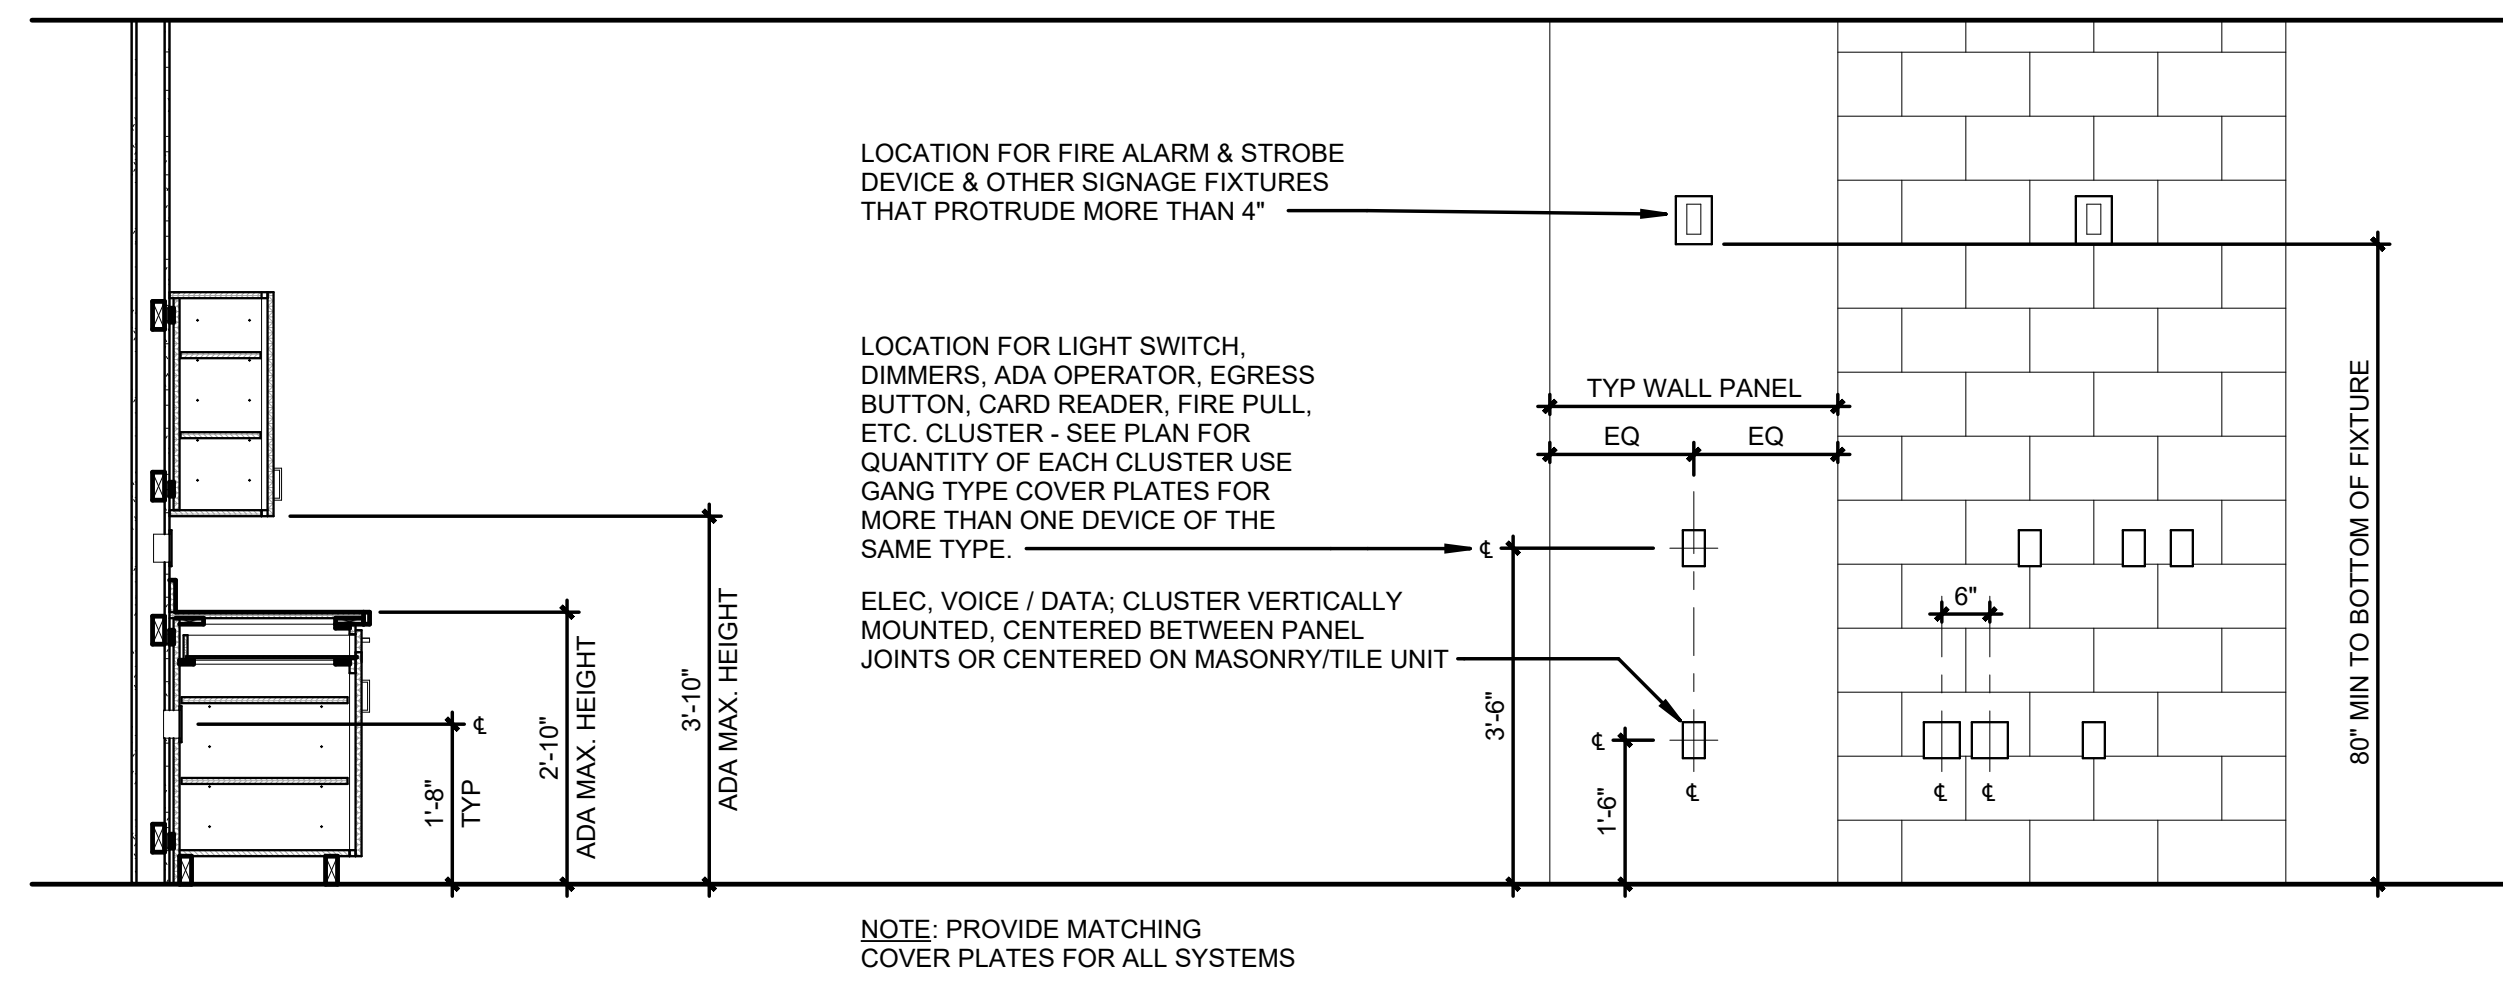 LOCATION FOR FIRE ALARM & STROBE
DEVICE & OTHER SIGNAGE FIXTURES
THAT PROTRUDE MORE THAN 4"
LOCATION FOR LIGHT SWITCH,
DIMMERS, ADA OPERATOR, EGRESS
BUTTON, CARD READER, FIRE PULL,
ETC. CLUSTER - SEE PLAN FOR
QUANTITY OF EACH CLUSTER USE
GANG TYPE COVER PLATES FOR
MORE THAN ONE DEVICE OF THE
SAME TYPE.
℄
ELEC, VOICE / DATA; CLUSTER VERTICALLY
MOUNTED, CENTERED BETWEEN PANEL
JOINTS OR CENTERED ON MASONRY/TILE UNIT
TYP WALL PANEL
EQ
EQ
6"
℄
1'-8"
TYP
2'-10"
ADA MAX. HEIGHT
3'-10"
ADA MAX. HEIGHT
3'-6"
℄
1'-6"
℄
℄
℄
80" MIN TO BOTTOM OF FIXTURE
NOTE: PROVIDE MATCHING
COVER PLATES FOR ALL SYSTEMS